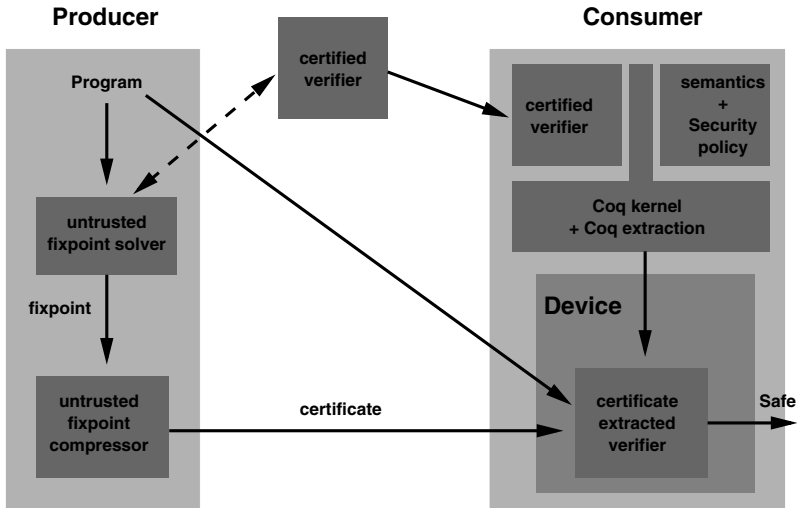 Producer
Consumer
certified
verifier
Program
certified
verifier
semantics
+
Security
policy
untrusted
fixpoint solver
Coq kernel
+ Coq extraction
fixpoint
Device
untrusted
fixpoint
compressor
certificate
certificate
extracted
verifier
Safe